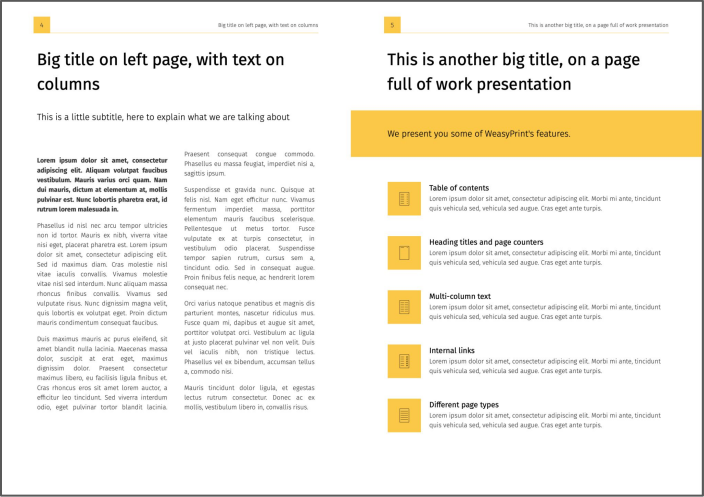 4
Big title on left page, with text on columns
Big title on left page, with text on
columns
This is a little subtitle, here to explain what we are talking about
Lorem ipsum dolor sit amet, consectetur
adipiscing elit. Aliquam volutpat faucibus
vestibulum. Mauris varius orci quam. Nam
dui mauris, dictum at elementum at, mollis
pulvinar est. Nunc lobortis pharetra erat, id
rutrum lorem malesuada in.
Phasellus id nisl nec arcu tempor ultricies
non id tortor. Mauris ex nibh, viverra vitae
nisi eget, placerat pharetra est. Lorem ipsum
dolor sit amet, consectetur adipiscing elit.
Sed id maximus diam. Cras molestie nisl
vitae iaculis convallis. Vivamus molestie
vitae nisl sed interdum. Nunc aliquam massa
rhoncus finibus convallis. Vivamus sed
vulputate risus. Nunc dignissim magna velit,
quis lobortis ex volutpat eget. Proin dictum
mauris condimentum consequat faucibus.
Duis maximus mauris ac purus eleifend, sit
amet blandit nulla lacinia. Maecenas massa
dolor, suscipit at erat eget, maximus
dignissim dolor. Praesent consectetur
maximus libero, eu facilisis ligula finibus et.
Cras rhoncus eros sit amet lorem auctor, a
efficitur leo tincidunt. Sed viverra interdum
odio, eget pulvinar tortor blandit lacinia.
Praesent consequat congue commodo.
Phasellus eu massa feugiat, imperdiet nisi a,
sagittis ipsum.
Suspendisse et gravida nunc. Quisque at
felis nisl. Nam eget efficitur nunc. Vivamus
fermentum imperdiet massa, porttitor
elementum mauris faucibus scelerisque.
Pellentesque ut metus tortor. Fusce
vulputate ex at turpis consectetur, in
vestibulum odio placerat. Suspendisse
tempor sapien rutrum, cursus sem a,
tincidunt odio. Sed in consequat augue.
Proin finibus felis neque, ac hendrerit lorem
consequat nec.
Orci varius natoque penatibus et magnis dis
parturient montes, nascetur ridiculus mus.
Fusce quam mi, dapibus et augue sit amet,
porttitor volutpat orci. Vestibulum ac ligula
at justo placerat pulvinar vel non velit. Duis
vel iaculis nibh, non tristique lectus.
Phasellus vel ex bibendum, accumsan tellus
a, commodo nisi.
Mauris tincidunt dolor ligula, et egestas
lectus rutrum consectetur. Donec ac ex
mollis, vestibulum libero in, convallis risus.
5
This is another big title, on a page full of work presentation
This is another big title, on a page
full of work presentation
We present you some of WeasyPrint's features.
Table of contents
Lorem ipsum dolor sit amet, consectetur adipiscing elit. Morbi mi ante, tincidunt
quis vehicula sed, vehicula sed augue. Cras eget ante turpis.
Heading titles and page counters
Lorem ipsum dolor sit amet, consectetur adipiscing elit. Morbi mi ante, tincidunt
quis vehicula sed, vehicula sed augue. Cras eget ante turpis.
Multi-column text
Lorem ipsum dolor sit amet, consectetur adipiscing elit. Morbi mi ante, tincidunt
quis vehicula sed, vehicula sed augue. Cras eget ante turpis.
Internal links
Lorem ipsum dolor sit amet, consectetur adipiscing elit. Morbi mi ante, tincidunt
quis vehicula sed, vehicula sed augue. Cras eget ante turpis.
Different page types
Lorem ipsum dolor sit amet, consectetur adipiscing elit. Morbi mi ante, tincidunt
quis vehicula sed, vehicula sed augue. Cras eget ante turpis.